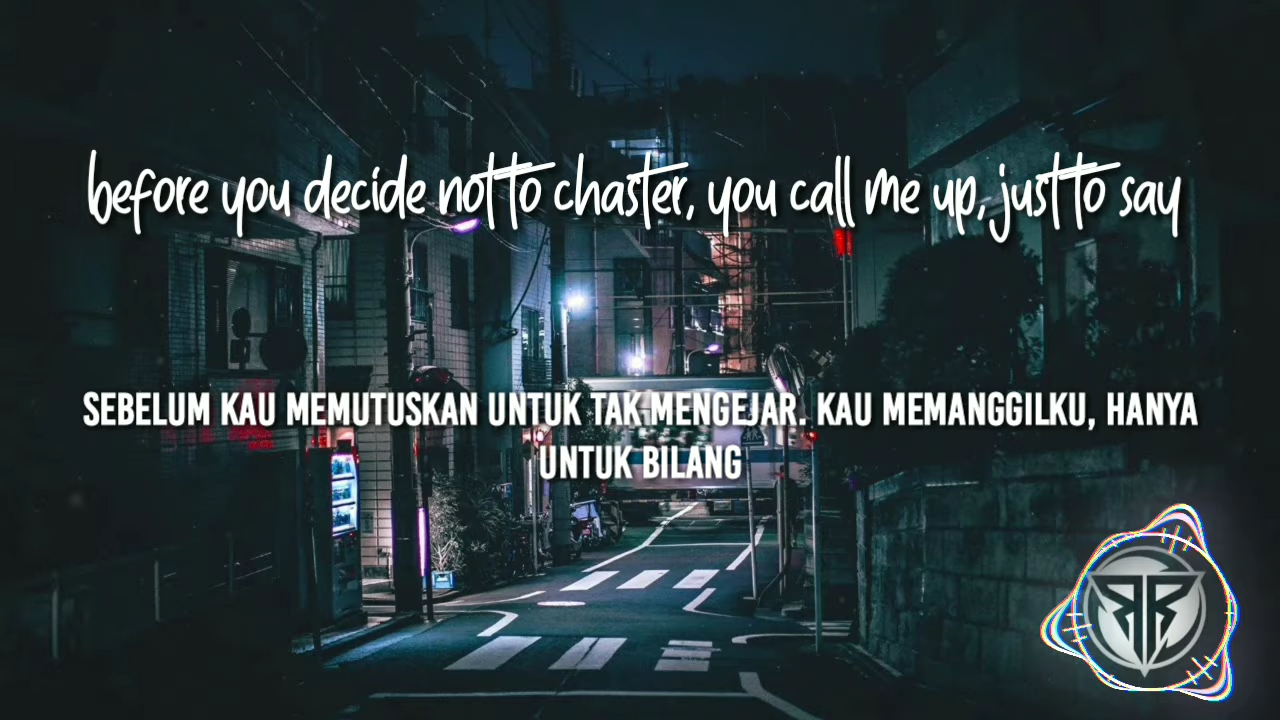 before you decide not to chaster, you call me up, just to say
SEBELUM KAU MEMUTUSKAN UNTUK TAK MENGEJAR. KAU MEMANGGILKU, HANYA
UNTUK BILANG